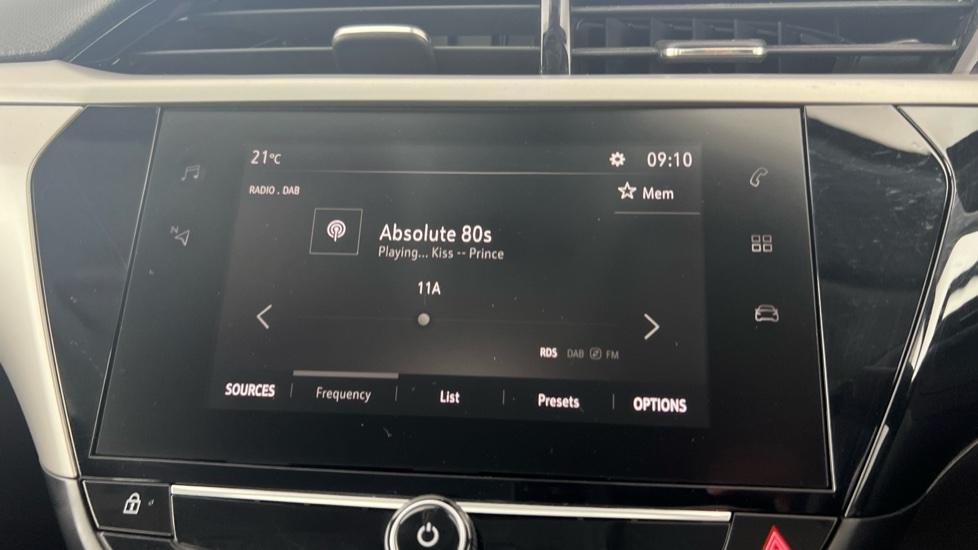 21°C 09:10
RADIO . DAB
Mem
Absolute 80s
Playing... Kiss -- Prince
11A
RDS DAB FM
SOURCES Frequency List Presets OPTIONS
N